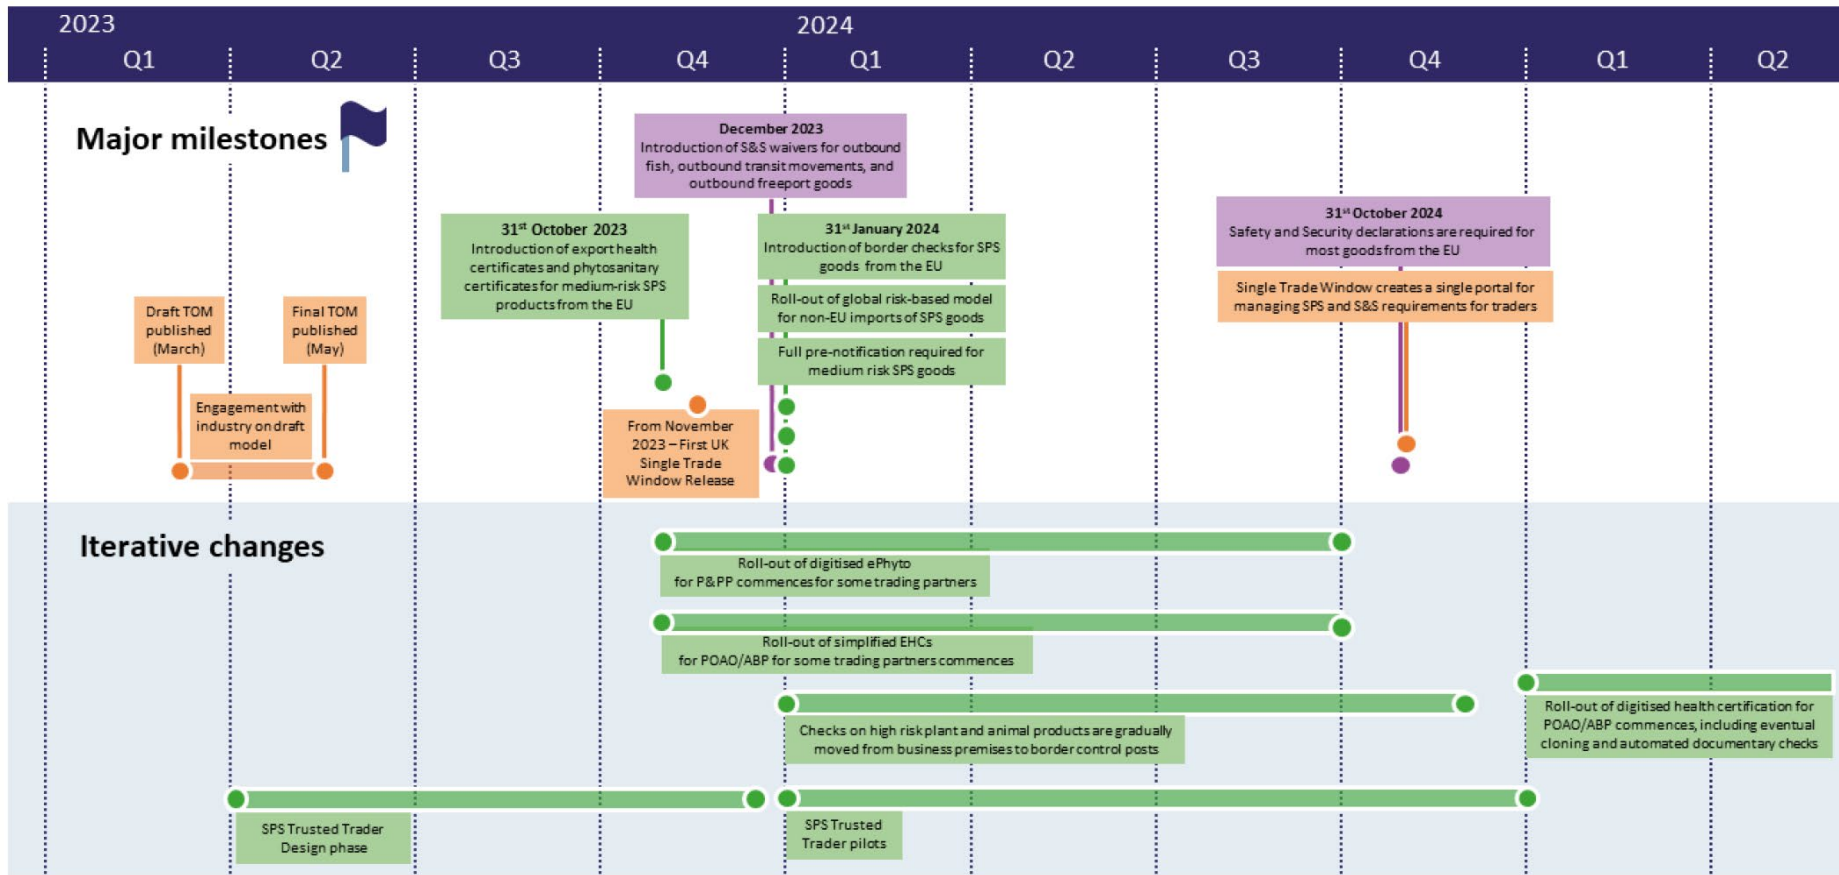 2023
2024
Q1
Q2
Q3
Q4
Q1
Q2
Q3
Q4
Q1
Q2
Major milestones
December 2023
Introduction of S&S waivers for outbound
fish, outbound transit movements, and
outbound freeport goods
31st October 2023
Introduction of export health
certificates and phytosanitary
certificates for medium-risk SPS
products from the EU
31st January 2024
Introduction of border checks for SPS
goods from the EU
Roll-out of global risk-based model
for non-EU imports of SPS goods
Full pre-notification required for
medium risk SPS goods
31st October 2024
Safety and Security declarations are required for
most goods from the EU
Single Trade Window creates a single portal for
managing SPS and S&S requirements for traders
Draft TOM
published
(March)
Final TOM
published
(May)
Engagement with
industry on draft
model
From November
2023 – First UK
Single Trade
Window Release
Iterative changes
Roll-out of digitised ePhyto
for P&PP commences for some trading partners
Roll-out of simplified EHCs
for POAO/ABP for some trading partners commences
Checks on high risk plant and animal products are gradually
moved from business premises to border control posts
Roll-out of digitised health certification for
POAO/ABP commences, including eventual
cloning and automated documentary checks
SPS Trusted Trader
Design phase
SPS Trusted
Trader pilots